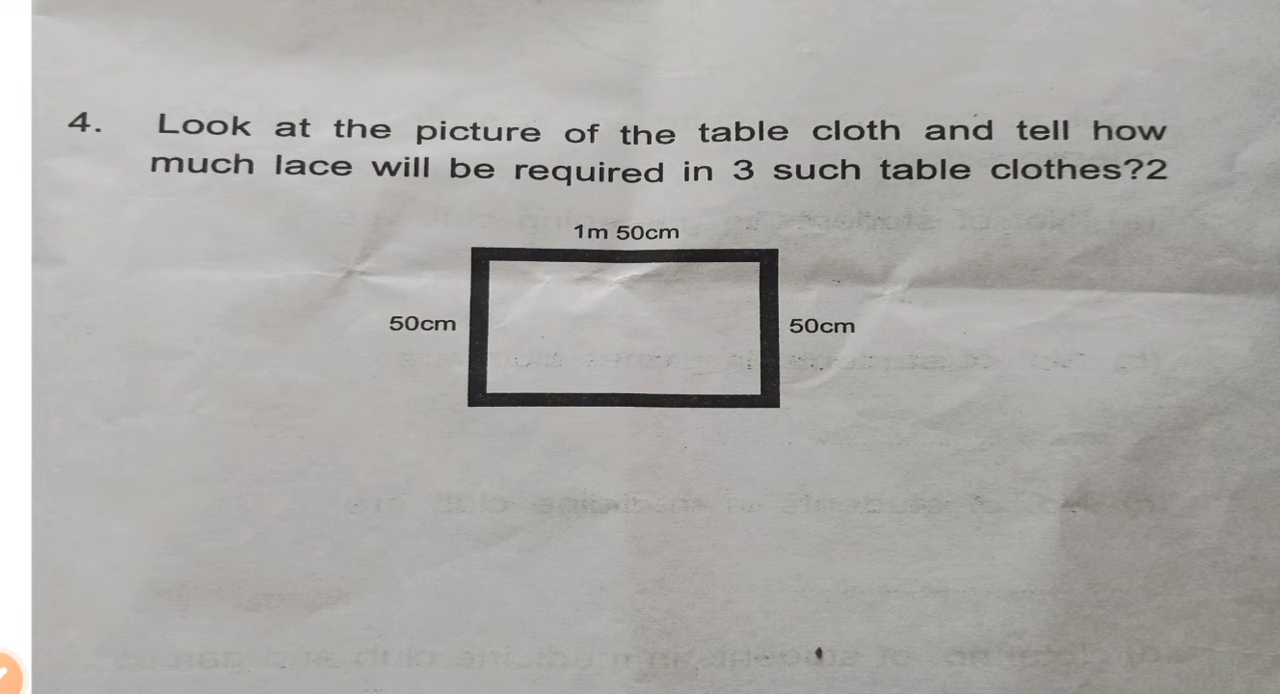 4. Look at the picture of the table cloth and tell how
much lace will be required in 3 such table clothes?2
1m 50cm
50cm 50cm